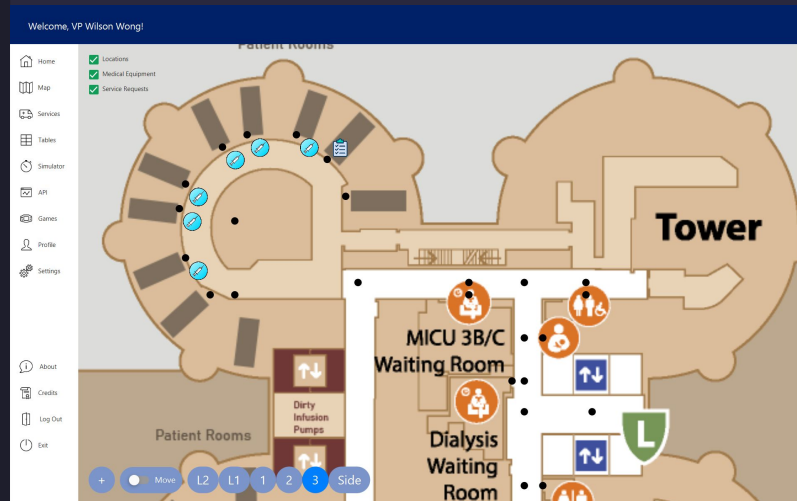 Welcome, VP Wilson Wong!
Home
Map
Services
Tables
Simulator
API
Games
Profile
Settings
About
Credits
Log Out
Exit
Locations
Medical Equipment
Service Requests
Patient Rooms
Tower
MICU 3B/C
Waiting Room
Dirty
Infusion
Pumps
Patient Rooms
Dialysis
Waiting
Room
L
+
Move
L2
L1
1
2
3
Side